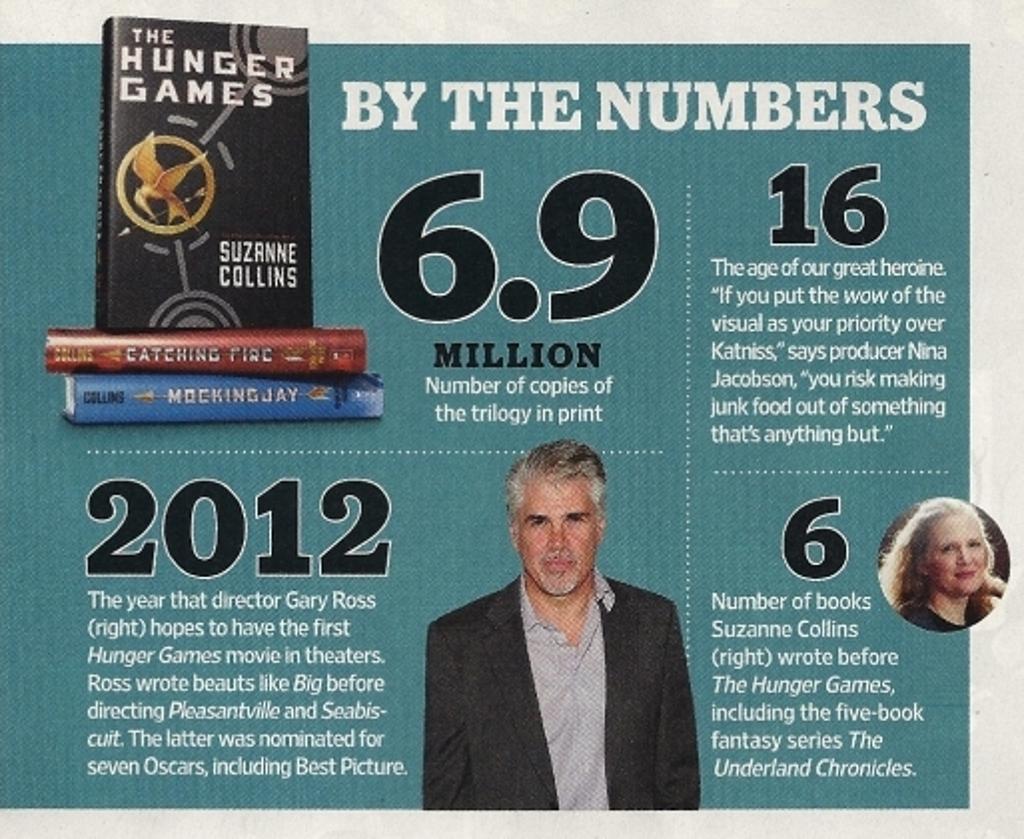 THE
HUNGER
GAMES
SUZANNE
COLLINS
COLLINS CATCHING FIRE
COLLINS MOCKINGJAY
BY THE NUMBERS
6.9
MILLION
Number of copies of
the trilogy in print
16
The age of our great heroine.
"If you put the wow of the
visual as your priority over
Katniss," says producer Nina
Jacobson, "you risk making
junk food out of something
that's anything but."
2012
The year that director Gary Ross
(right) hopes to have the first
Hunger Games movie in theaters.
Ross wrote beauts like Big before
directing Pleasantville and Seabis-
cuit. The latter was nominated for
seven Oscars, including Best Picture.
6
Number of books
Suzanne Collins
(right) wrote before
The Hunger Games,
including the five-book
fantasy series The
Underland Chronicles.